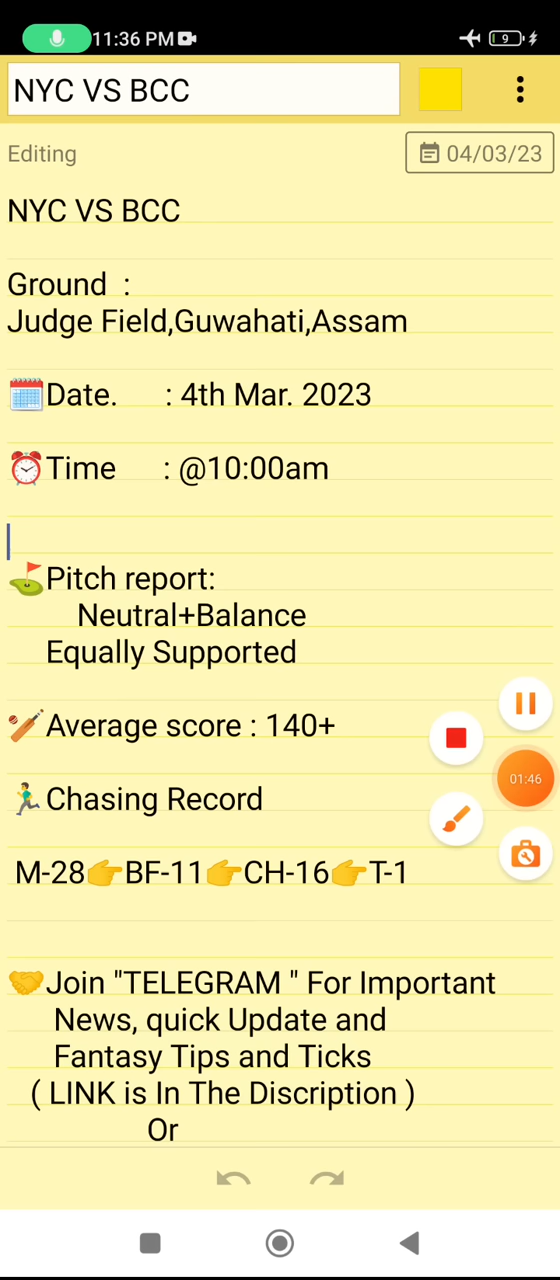 11:36 PM
9
NYC VS BCC
Editing
04/03/23
NYC VS BCC
Ground :
Judge Field,Guwahati,Assam
🗓️Date. : 4th Mar. 2023
⏰Time : @10:00am
⛳Pitch report:
Neutral+Balance
Equally Supported
🏏Average score : 140+
🏃Chasing Record
01:46
M-28👉BF-11👉CH-16👉T-1
🤝Join "TELEGRAM " For Important
News, quick Update and
Fantasy Tips and Ticks
( LINK is In The Discription )
Or